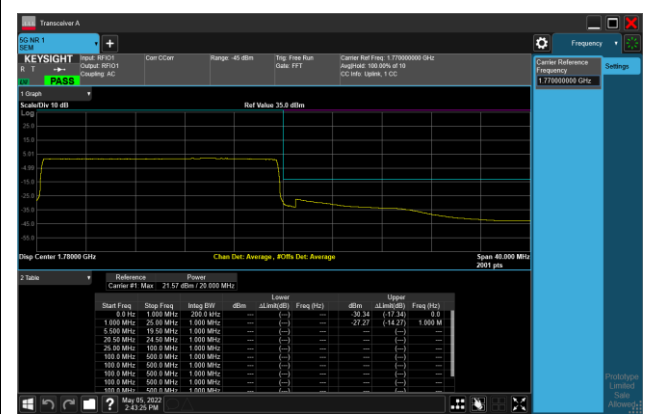 Transceiver A
5G NR 1
SEM
Frequency
KEYSIGHT
R T
PASS
Input: RFIO1
Output: RFIO1
Coupling: AC
Corr CCorr
Range: -45 dBm
Trig: Free Run
Gate: FFT
Carrier Ref Freq: 1.770000000 GHz
Avg|Hold: 100.00% of 10
CC Info: Uplink, 1 CC
Carrier Reference
Frequency
1.770000000 GHz
Settings
1 Graph
Scale/Div 10 dB
Ref Value 35.0 dBm
Log
25.0
15.0
5.01
-4.99
-15.0
-25.0
-35.0
-45.0
-55.0
Disp Center 1.78000 GHz
Chan Det: Average , #Offs Det: Average
Span 40.000 MHz
2001 pts
2 Table
Reference Power
Carrier #1 Max 21.57 dBm / 20.000 MHz
Lower Upper
Start Freq Stop Freq Integ BW dBm ΔLimit(dB) Freq (Hz) dBm ΔLimit(dB) Freq (Hz)
0.0 Hz 1.000 MHz 200.0 kHz --- (---) --- -30.34 (-17.34) 0.0
1.000 MHz 25.00 MHz 1.000 MHz --- (---) --- -27.27 (-14.27) 1.000 M
5.500 MHz 19.50 MHz 1.000 MHz --- (---) --- --- (---) ---
20.50 MHz 24.50 MHz 1.000 MHz --- (---) --- --- (---) ---
25.00 MHz 100.0 MHz 1.000 MHz --- (---) --- --- (---) ---
100.0 MHz 500.0 MHz 1.000 MHz --- (---) --- --- (---) ---
100.0 MHz 500.0 MHz 1.000 MHz --- (---) --- --- (---) ---
100.0 MHz 500.0 MHz 1.000 MHz --- (---) --- --- (---) ---
100.0 MHz 500.0 MHz 1.000 MHz --- (---) --- --- (---) ---
May 05, 2022
2:43:25 PM
Prototype
Limited
Sale
Allowed